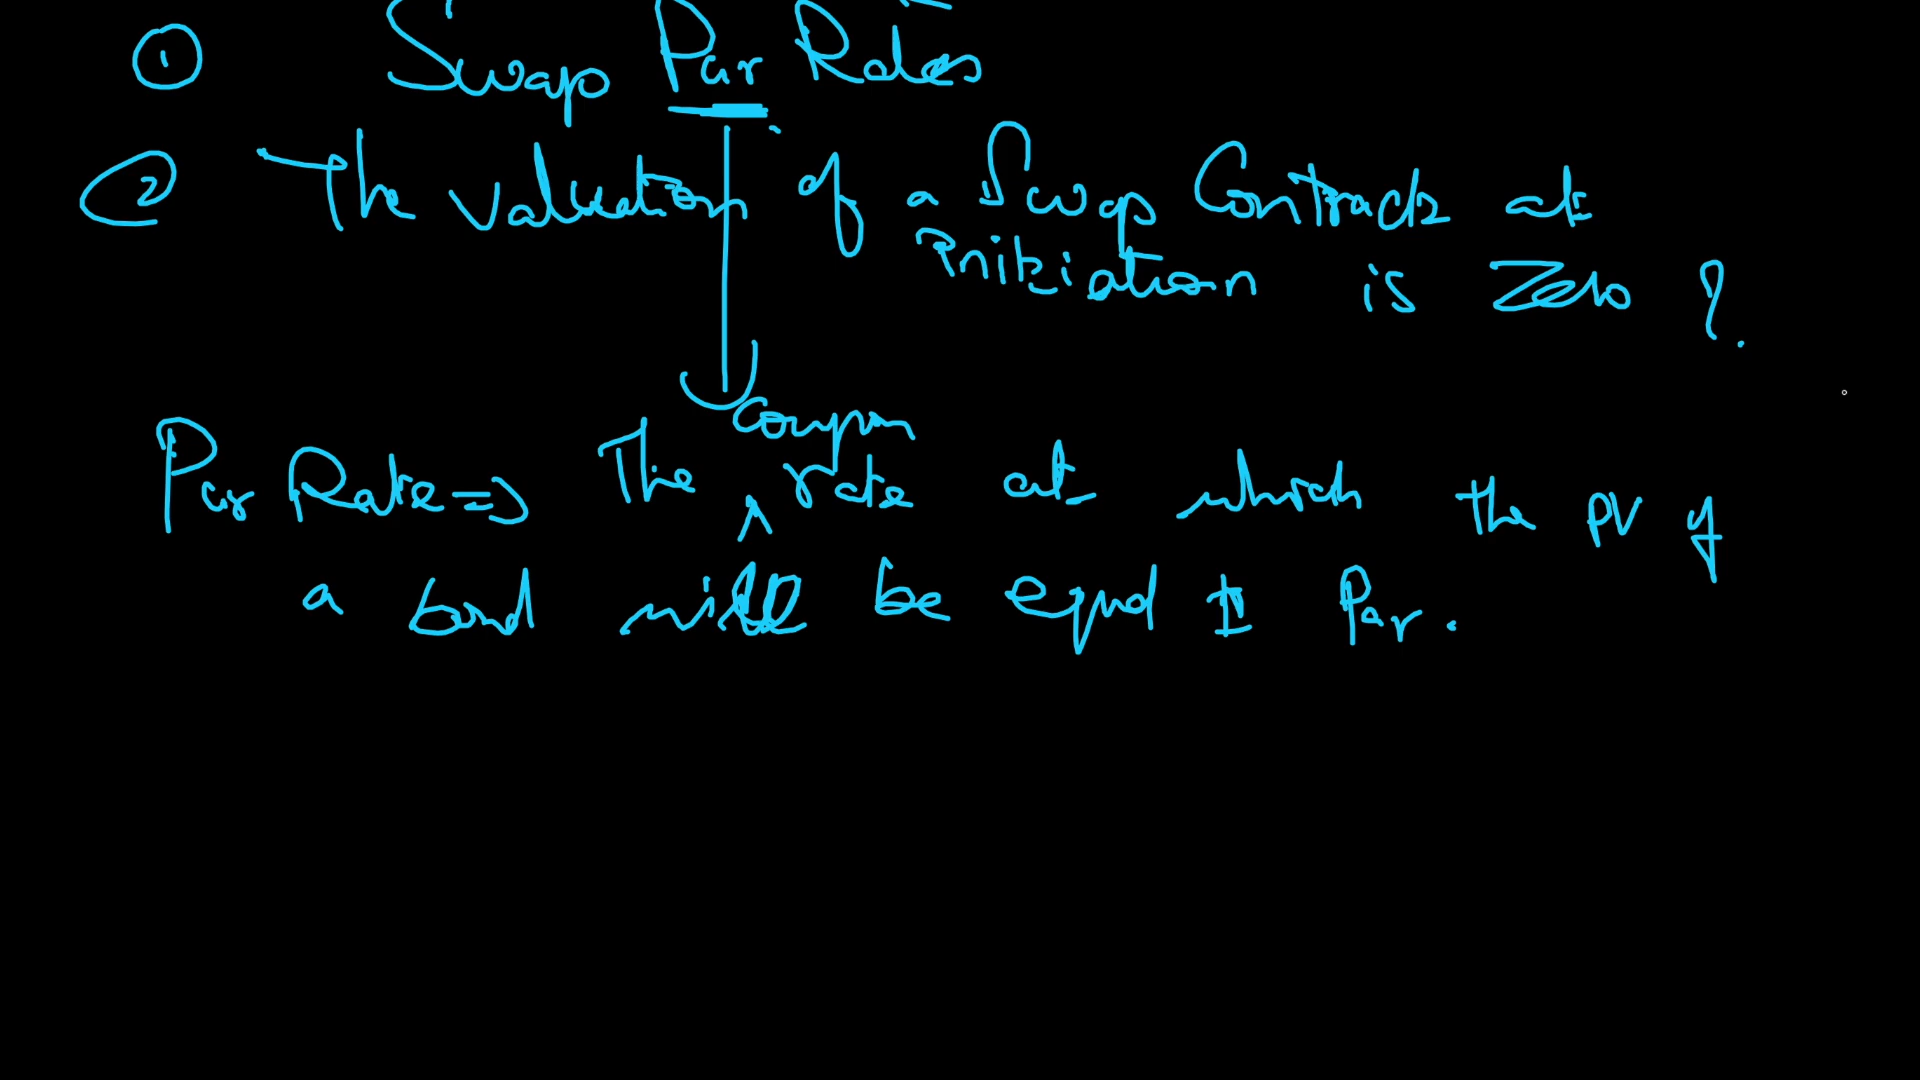 ① Swap Par Rates
② The valuation of a Swap Contract at
initiation is Zero ?
Coupon
Par Rate => The ^ rate at which the PV of
a bond will be equal to Par.